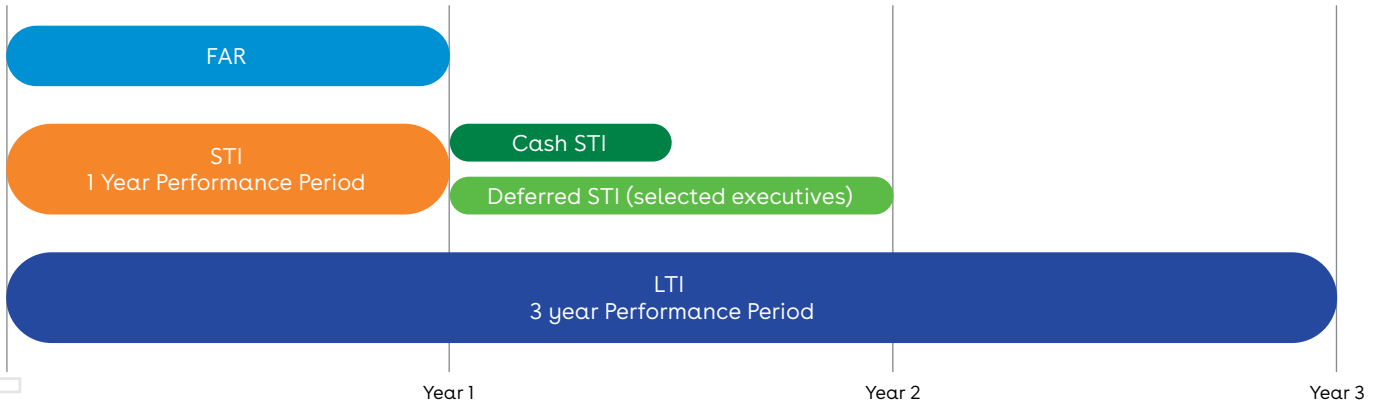 FAR
STI
1 Year Performance Period
Cash STI
Deferred STI (selected executives)
LTI
3 year Performance Period
Year 1
Year 2
Year 3